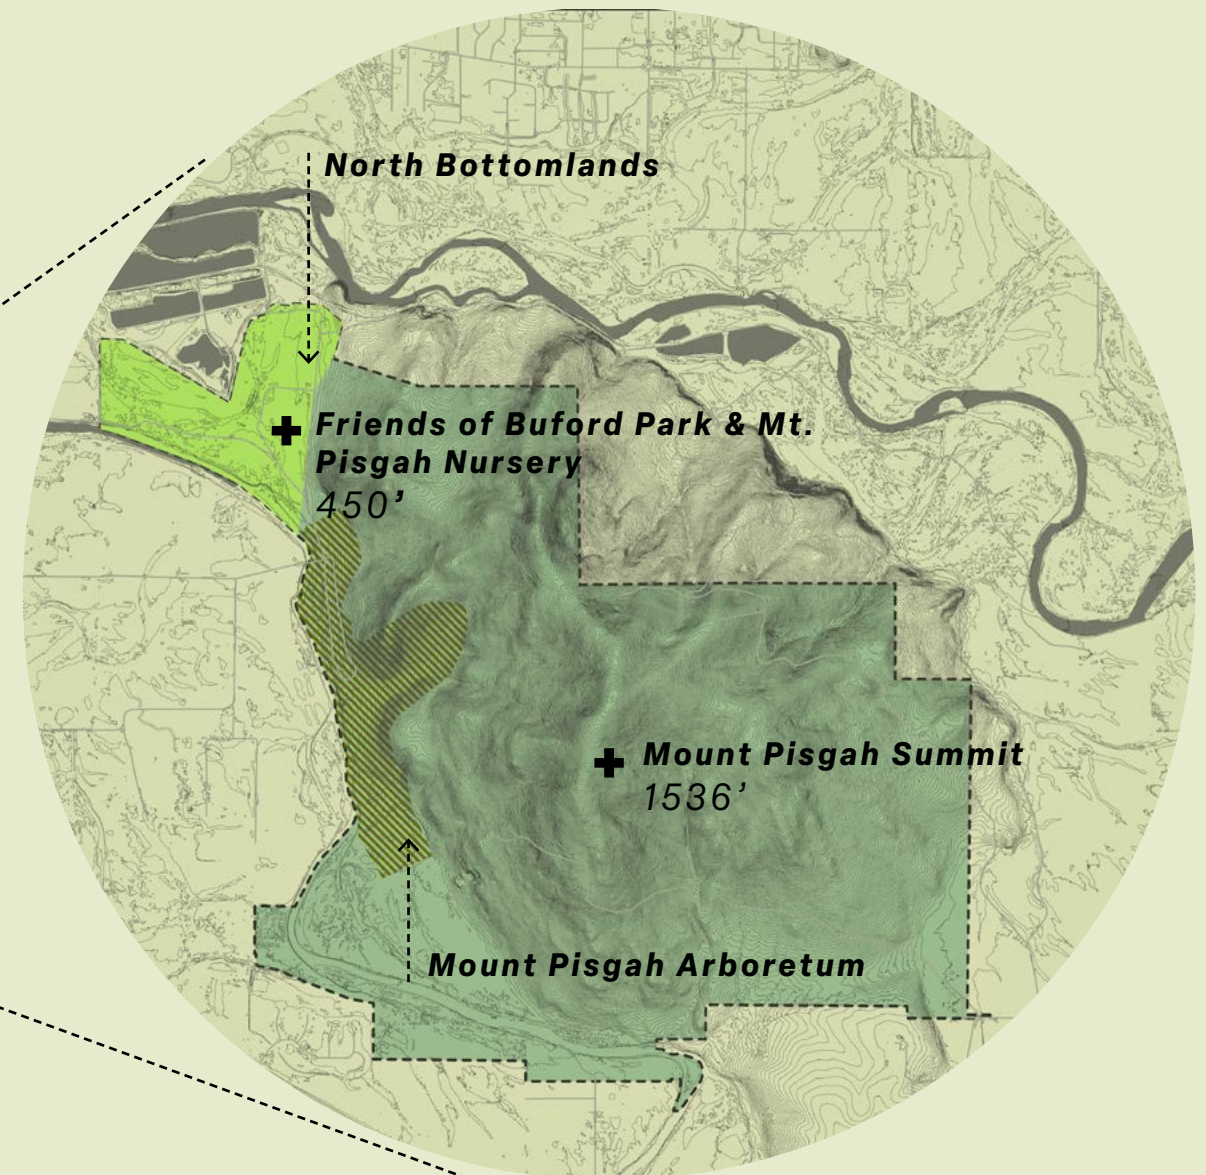 North Bottomlands
Friends of Buford Park & Mt.
Pisgah Nursery
450’
Mount Pisgah Summit
1536’
Mount Pisgah Arboretum